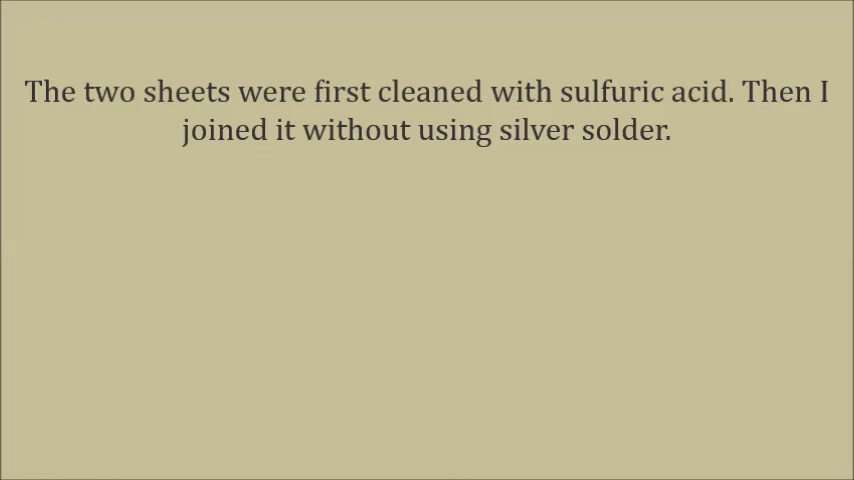 The two sheets were first cleaned with sulfuric acid. Then I
joined it without using silver solder.